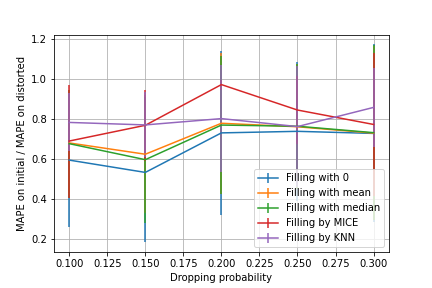 MAPE on initial / MAPE on distorted
1.2
1.0
0.8
0.6
0.4
0.2
Filling with 0
Filling with mean
Filling with median
Filling by MICE
Filling by KNN
0.100 0.125 0.150 0.175 0.200 0.225 0.250 0.275 0.300
Dropping probability